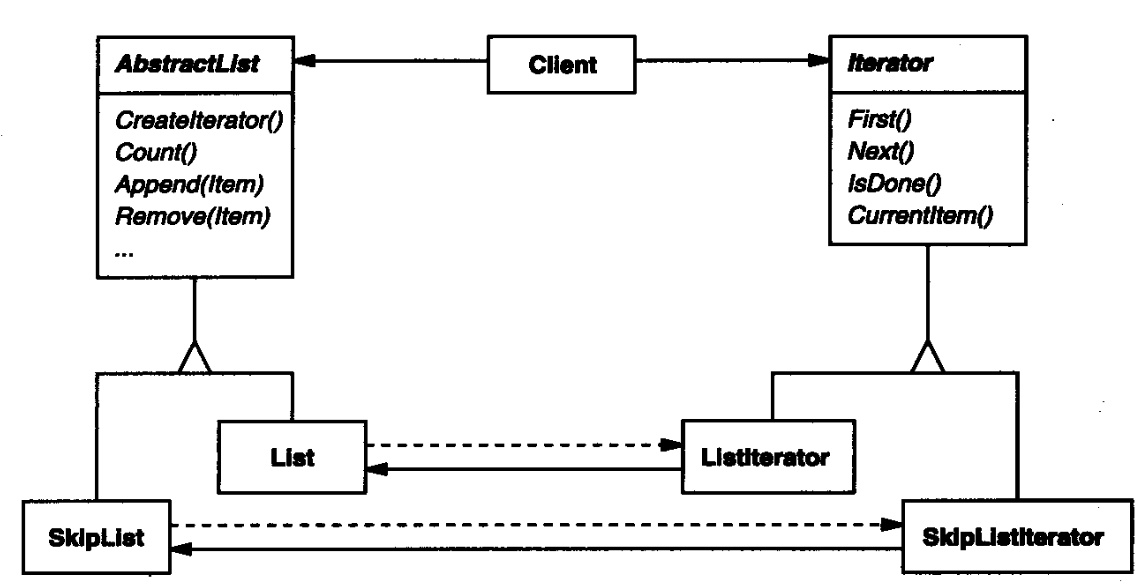 AbstractList
CreateIterator()
Count()
Append(Item)
Remove(Item)
...
Client
Iterator
First()
Next()
IsDone()
CurrentItem()
List
ListIterator
SkipList
SkipListIterator